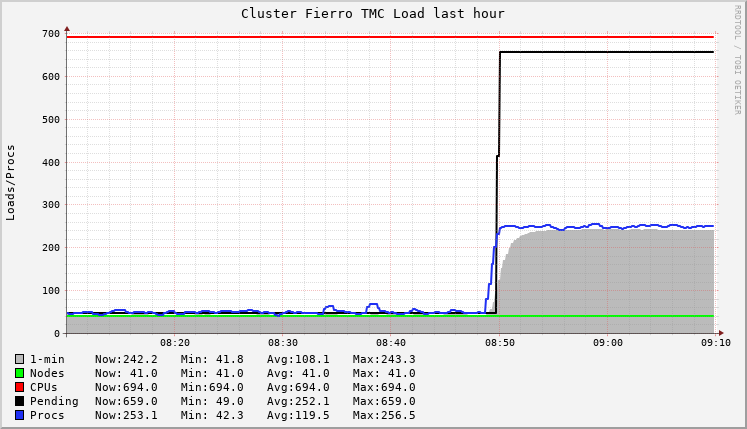 Cluster Fierro TMC Load last hour
RRDTOOL / TOBI OETIKER
Loads/Procs
700
600
500
400
300
200
100
0
08:20 08:30 08:40 08:50 09:00 09:10
1-min Now:242.2 Min: 41.8 Avg:108.1 Max:243.3
Nodes Now: 41.0 Min: 41.0 Avg: 41.0 Max: 41.0
CPUs Now:694.0 Min:694.0 Avg:694.0 Max:694.0
Pending Now:659.0 Min: 49.0 Avg:252.1 Max:659.0
Procs Now:253.1 Min: 42.3 Avg:119.5 Max:256.5